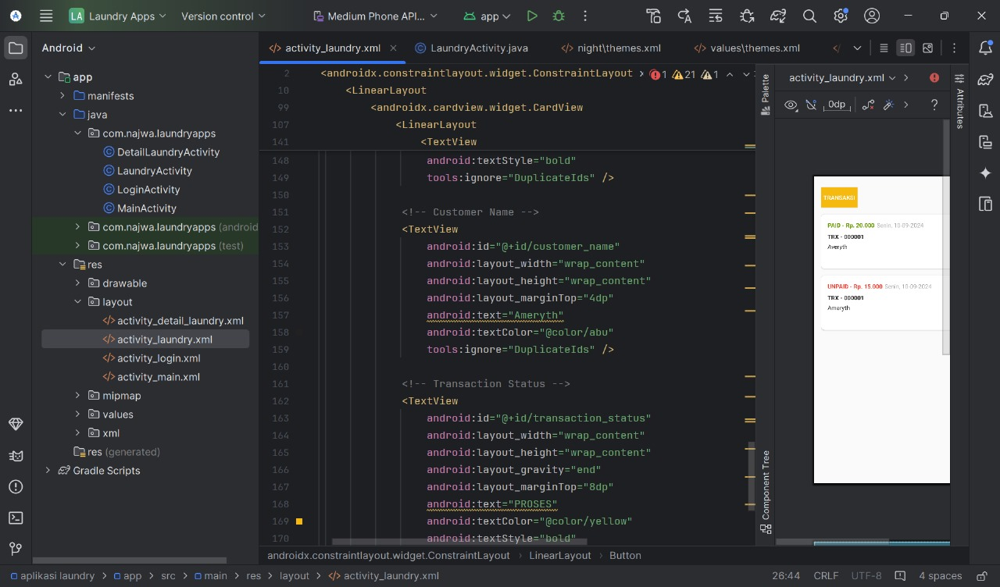 LA Laundry Apps Version control Medium Phone API... app
Android
activity_laundry.xml LaundryActivity.java night\themes.xml values\themes.xml
app
manifests
java
com.najwa.laundryapps
DetailLaundryActivity
LaundryActivity
LoginActivity
MainActivity
com.najwa.laundryapps (android
com.najwa.laundryapps (test)
res
drawable
layout
activity_detail_laundry.xml
activity_laundry.xml
activity_login.xml
activity_main.xml
mipmap
values
xml
res (generated)
Gradle Scripts
2 <androidx.constraintlayout.widget.ConstraintLayout 1 21 1
10 <LinearLayout
99 <androidx.cardview.widget.CardView
107 <LinearLayout
141 <TextView
148 android:textStyle="bold"
149 tools:ignore="DuplicateIds" />
150
151 <!-- Customer Name -->
152 <TextView
153 android:id="@+id/customer_name"
154 android:layout_width="wrap_content"
155 android:layout_height="wrap_content"
156 android:layout_marginTop="4dp"
157 android:text="Ameryth"
158 android:textColor="@color/abu"
159 tools:ignore="DuplicateIds" />
160
161 <!-- Transaction Status -->
162 <TextView
163 android:id="@+id/transaction_status"
164 android:layout_width="wrap_content"
165 android:layout_height="wrap_content"
166 android:layout_gravity="end"
167 android:layout_marginTop="8dp"
168 android:text="PROSES"
169 android:textColor="@color/yellow"
170 android:textStyle="bold"
androidx.constraintlayout.widget.ConstraintLayout LinearLayout Button
Palette
Component Tree
activity_laundry.xml
0dp ?
TRANSAKSI
PAID - Rp. 20.000 Senin, 10-09-2024
TRX - 000001
Averyth
UNPAID - Rp. 15.000 Senin, 10-09-2024
TRX - 000001
Ameryth
Attributes
aplikasi laundry app src main res layout activity_laundry.xml 26:44 CRLF UTF-8 4 spaces